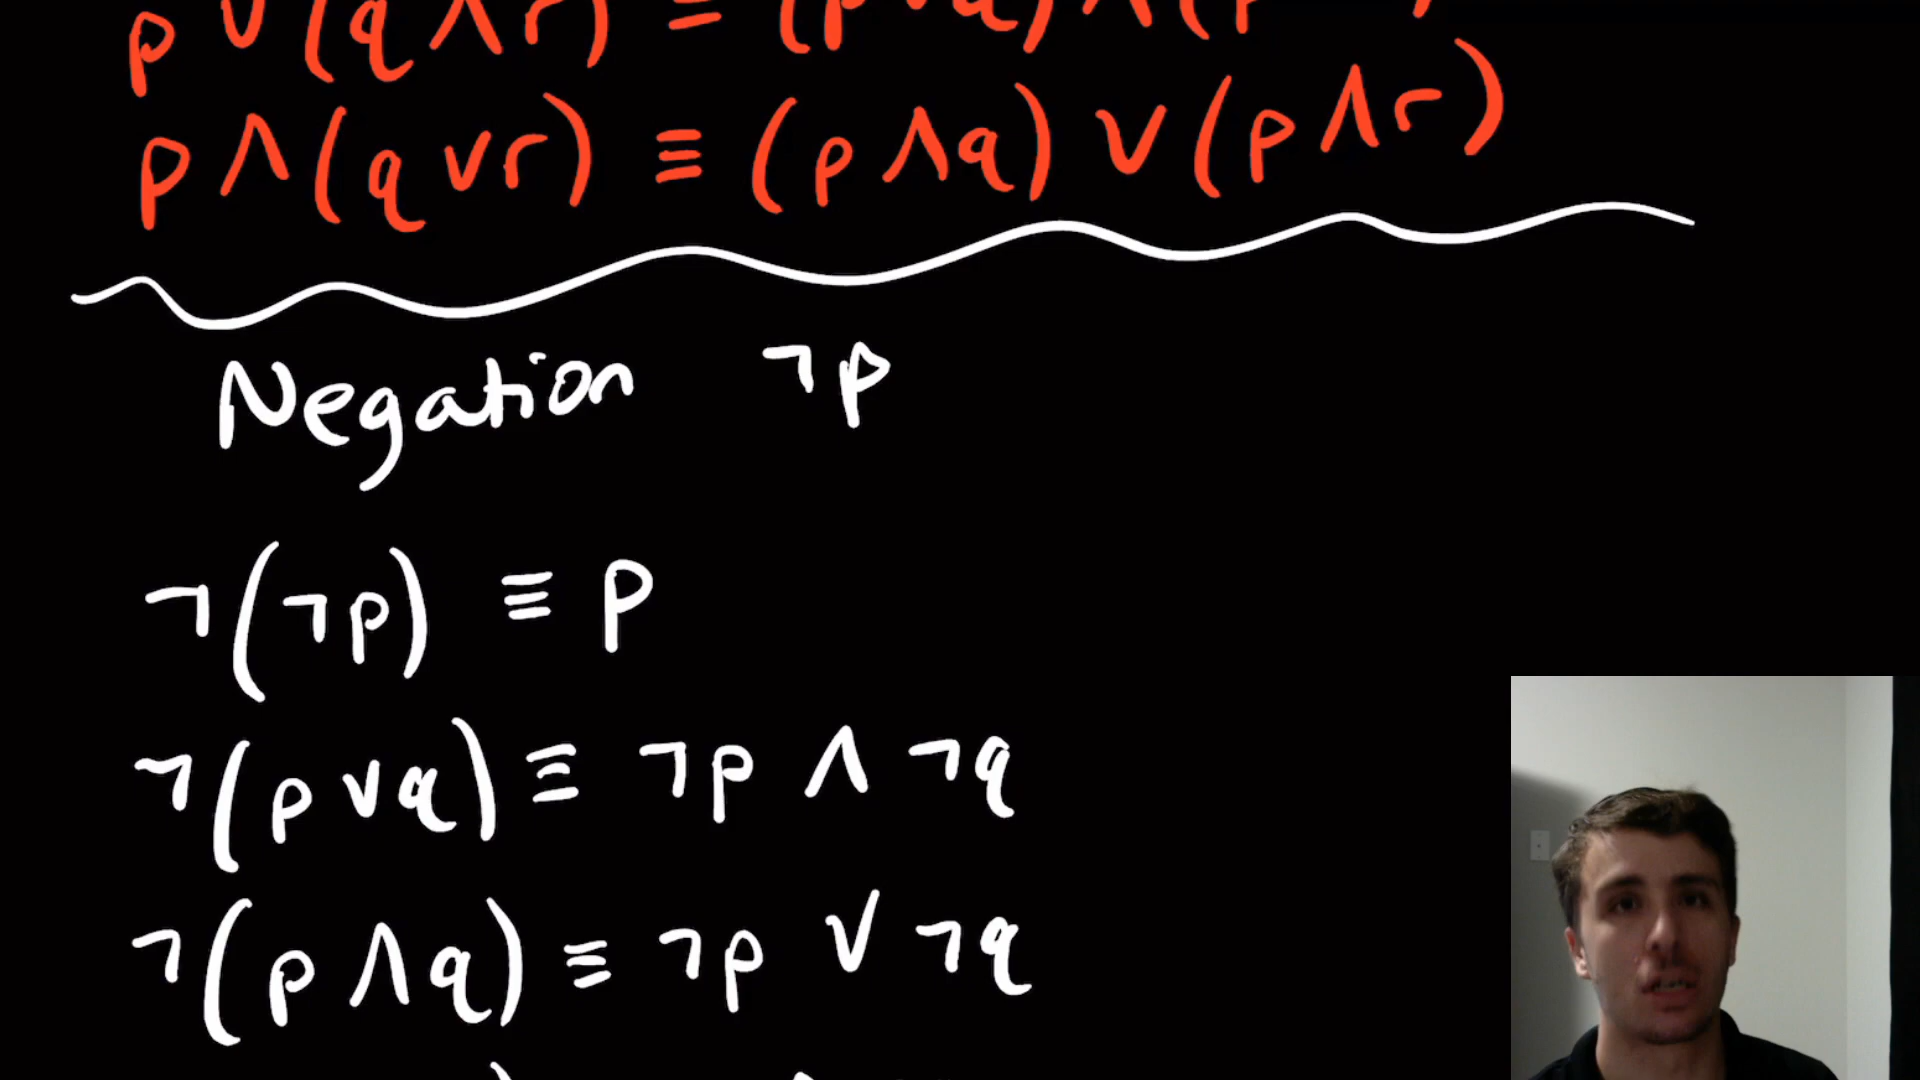 p ∨ (q ∧ r) ≡ (p ∨ q) ∧ (p
p ∧ (q ∨ r) ≡ (p ∧ q) ∨ (p ∧ r)
Negation ¬p
¬(¬p) ≡ p
¬(p ∨ q) ≡ ¬p ∧ ¬q
¬(p ∧ q) ≡ ¬p ∨ ¬q